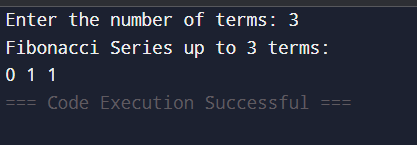 Enter the number of terms: 3
Fibonacci Series up to 3 terms:
0 1 1
=== Code Execution Successful ===